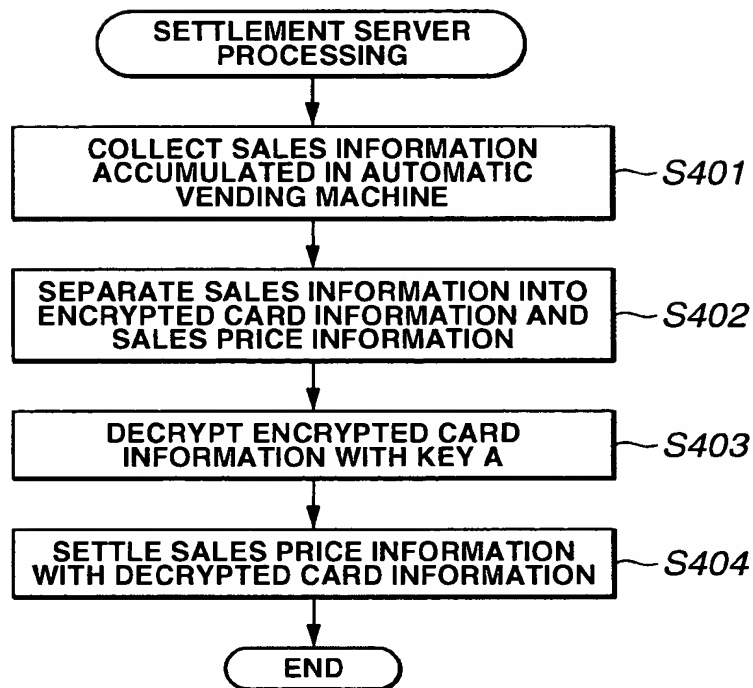 SETTLEMENT SERVER
PROCESSING
COLLECT SALES INFORMATION
ACCUMULATED IN AUTOMATIC
VENDING MACHINE
S401
SEPARATE SALES INFORMATION INTO
ENCRYPTED CARD INFORMATION AND
SALES PRICE INFORMATION
S402
DECRYPT ENCRYPTED CARD
INFORMATION WITH KEY A
S403
SETTLE SALES PRICE INFORMATION
WITH DECRYPTED CARD INFORMATION
S404
END